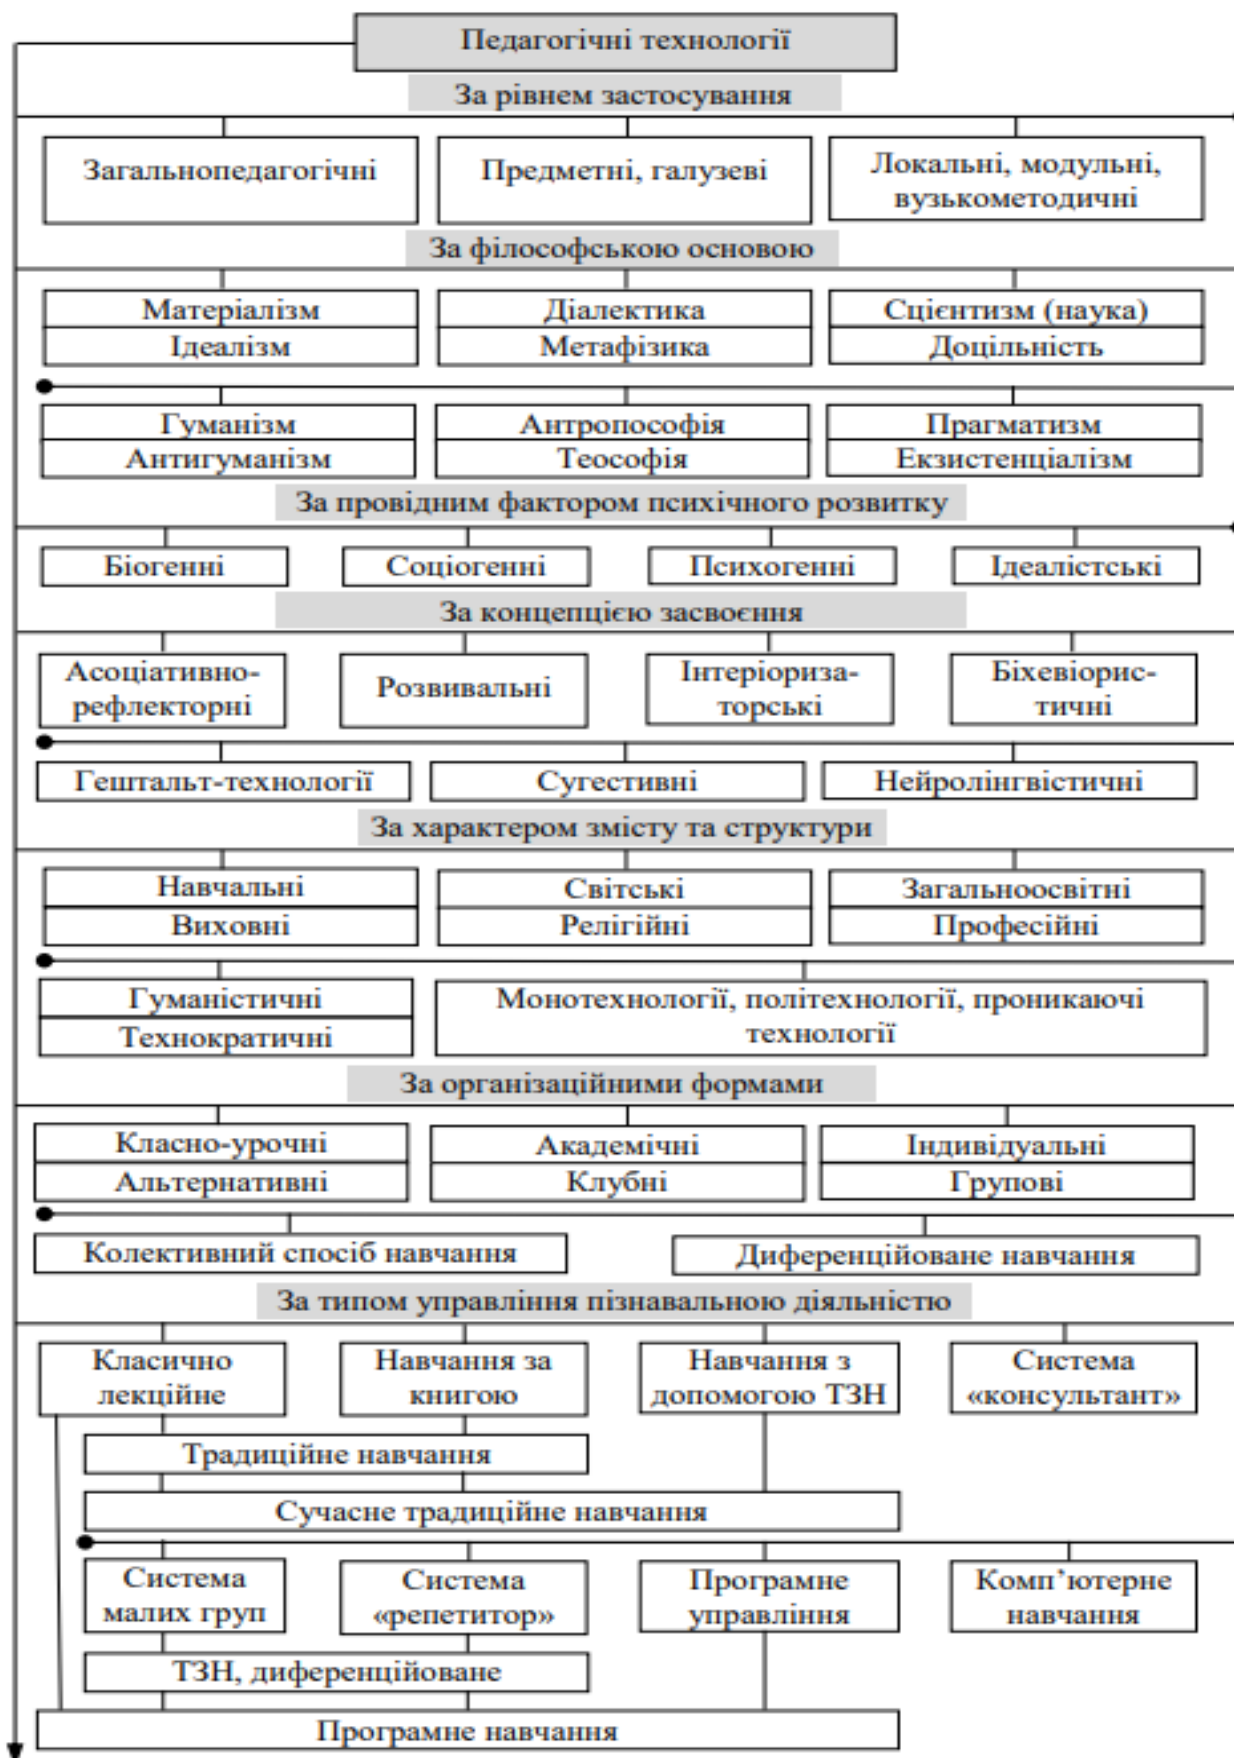 Педагогічні технології
За рівнем застосування
Загальнопедагогічні
Предметні, галузеві
Локальні, модульні,
вузькометодичні
За філософською основою
Матеріалізм
Ідеалізм
Діалектика
Метафізика
Сцієнтизм (наука)
Доцільність
Гуманізм
Антигуманізм
Антропософія
Теософія
Прагматизм
Екзистенціалізм
За провідним фактором психічного розвитку
Біогенні
Соціогенні
Психогенні
Ідеалістські
За концепцією засвоєння
Асоціативно-
рефлекторні
Розвивальні
Інтеріориза-
торські
Біхевіорис-
тичні
Гештальт-технології
Сугестивні
Нейролінгвістичні
За характером змісту та структури
Навчальні
Виховні
Світські
Релігійні
Загальноосвітні
Професійні
Гуманістичні
Технократичні
Монотехнології, політехнології, проникаючі
технології
За організаційними формами
Класно-урочні
Альтернативні
Академічні
Клубні
Індивідуальні
Групові
Колективний спосіб навчання
Диференційоване навчання
За типом управління пізнавальною діяльністю
Класично
лекційне
Навчання за
книгою
Навчання з
допомогою ТЗН
Система
«консультант»
Традиційне навчання
Сучасне традиційне навчання
Система
малих груп
Система
«репетитор»
Програмне
управління
Комп’ютерне
навчання
ТЗН, диференційоване
Програмне навчання